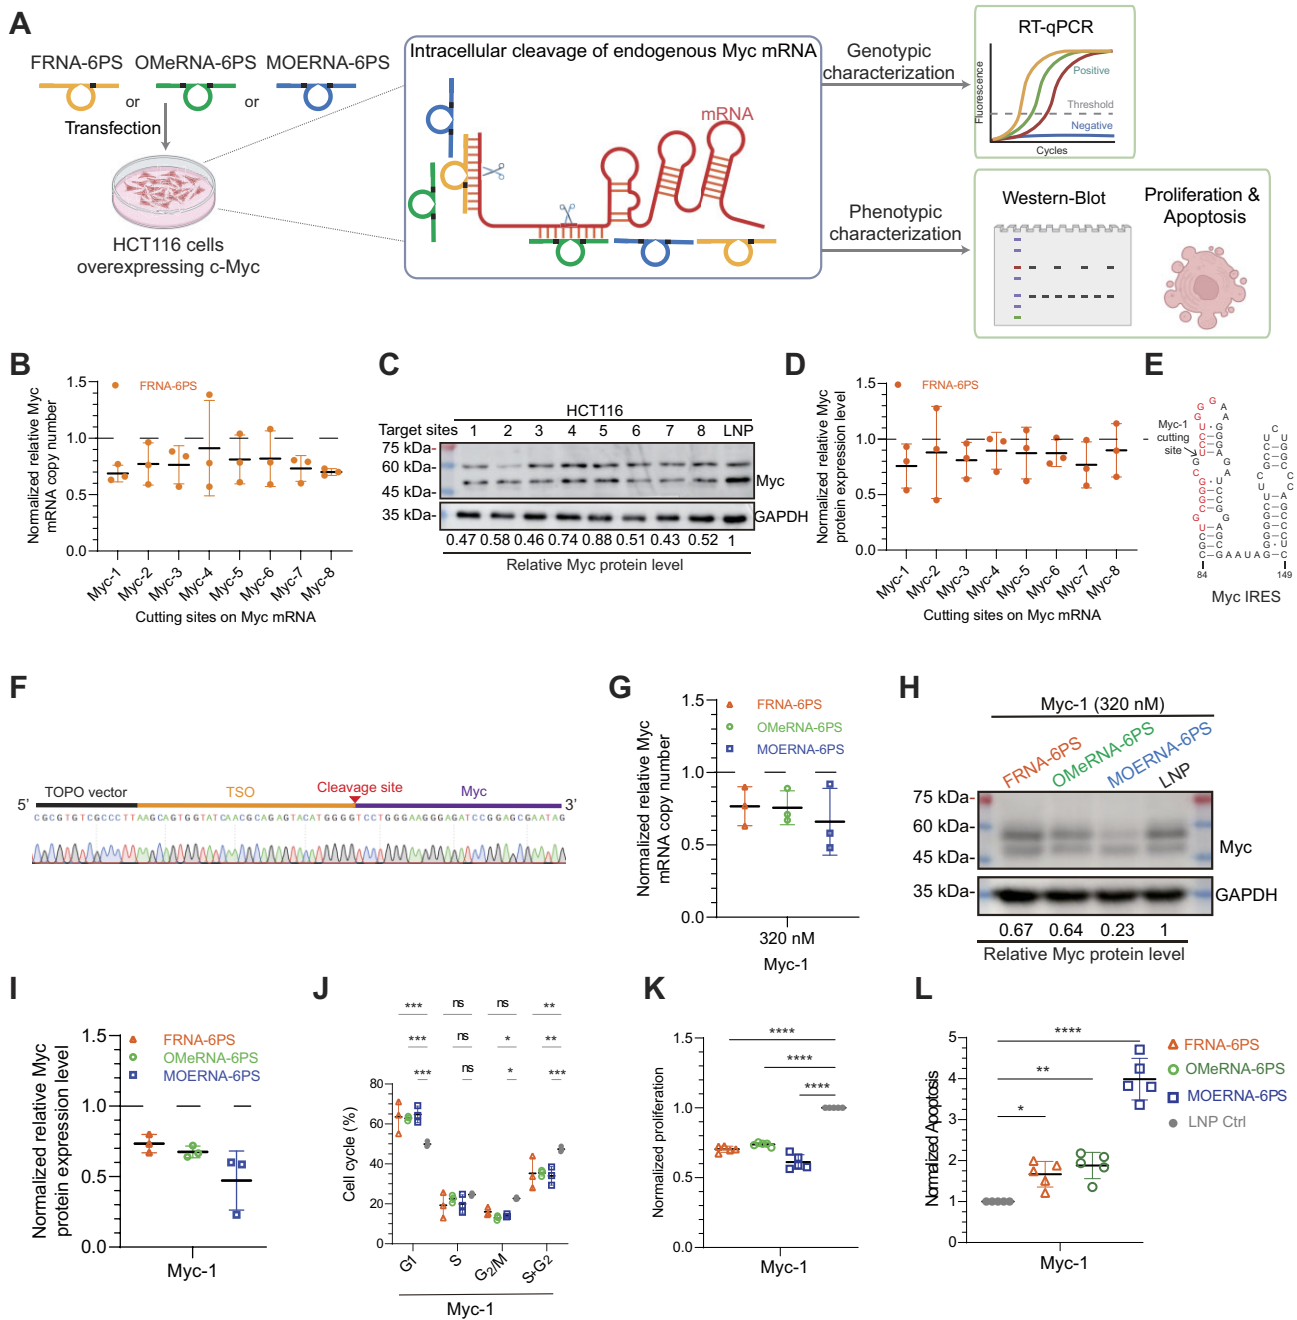 A
FRNA-6PS OMeRNA-6PS MOERNA-6PS
or or
Transfection
HCT116 cells
overexpressing c-Myc
Intracellular cleavage of endogenous Myc mRNA
mRNA
Genotypic
characterization
Phenotypic
characterization
RT-qPCR
Fluorescence
Positive
Threshold
Negative
Cycles
Western-Blot
Proliferation &
Apoptosis
B
Normalized relative Myc
mRNA copy number
1.5
1.0
0.5
0.0
FRNA-6PS
Myc-1 Myc-2 Myc-3 Myc-4 Myc-5 Myc-6 Myc-7 Myc-8
Cutting sites on Myc mRNA
C
HCT116
Target sites 1 2 3 4 5 6 7 8 LNP
75 kDa-
60 kDa-
45 kDa-
35 kDa-
Myc
GAPDH
0.47 0.58 0.46 0.74 0.88 0.51 0.43 0.52 1
Relative Myc protein level
D
Normalized relative Myc
protein expression level
1.5
1.0
0.5
0.0
FRNA-6PS
Myc-1 Myc-2 Myc-3 Myc-4 Myc-5 Myc-6 Myc-7 Myc-8
Cutting sites on Myc mRNA
E
Myc-1
cutting
site
GAAUAG
84 149
Myc IRES
F
5' TOPO vector TSO Cleavage site Myc 3'
CGCGTGTCGCCCTTAAGCAGTGGTATCAACGCAGAGTACATGGGGTCCTGGGAAGGGAGATCCGGAGCGAATAG
G
Normalized relative Myc
mRNA copy number
1.5
1.0
0.5
0.0
FRNA-6PS
OMeRNA-6PS
MOERNA-6PS
320 nM
Myc-1
H
Myc-1 (320 nM)
FRNA-6PS OMeRNA-6PS MOERNA-6PS LNP
75 kDa-
60 kDa-
45 kDa-
35 kDa-
Myc
GAPDH
0.67 0.64 0.23 1
Relative Myc protein level
I
Normalized relative Myc
protein expression level
1.5
1.0
0.5
0.0
FRNA-6PS
OMeRNA-6PS
MOERNA-6PS
Myc-1
J
*** ns ns **
*** ns * **
*** ns * ***
Cell cycle (%)
80
60
40
20
0
G1 S G2/M S+G2
Myc-1
K
Normalized proliferation
1.5
1.0
0.5
0.0
****
****
****
Myc-1
L
Normalized Apoptosis
5
4
3
2
1
0
****
**
*
Myc-1
FRNA-6PS
OMeRNA-6PS
MOERNA-6PS
LNP Ctrl